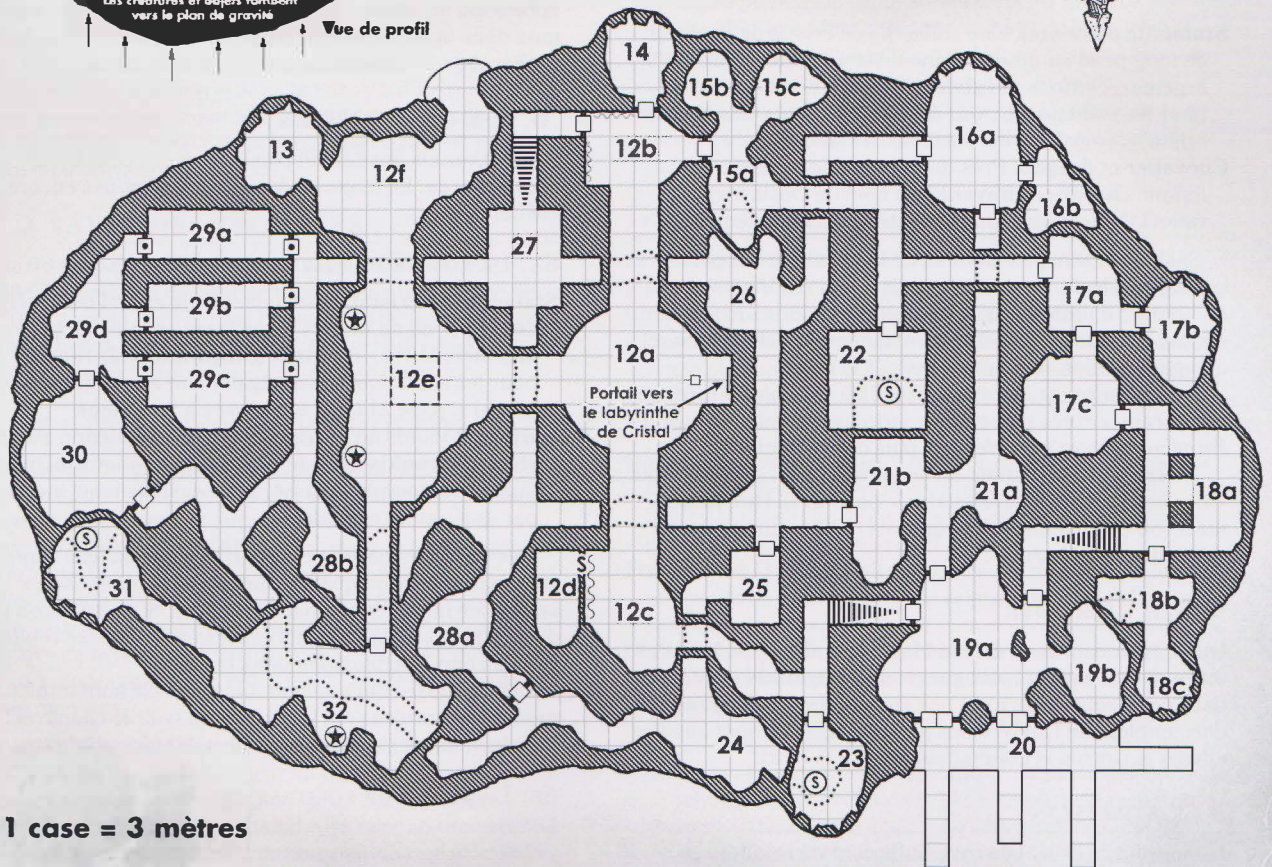 Les créatures et objets tombent
vers le plan de gravité
Vue de profil
14
15b
15c
13
12f
12b
16a
15a
16b
29a
27
26
17a
29b
29d
17b
12a
22
29c
12e
Portail vers
le labyrinthe
de Cristal
S
17c
30
21b
21a
18a
S
28b
S
31
12d
25
12c
18b
28a
19a
19b
18c
32
24
23
20
S
1 case = 3 mètres